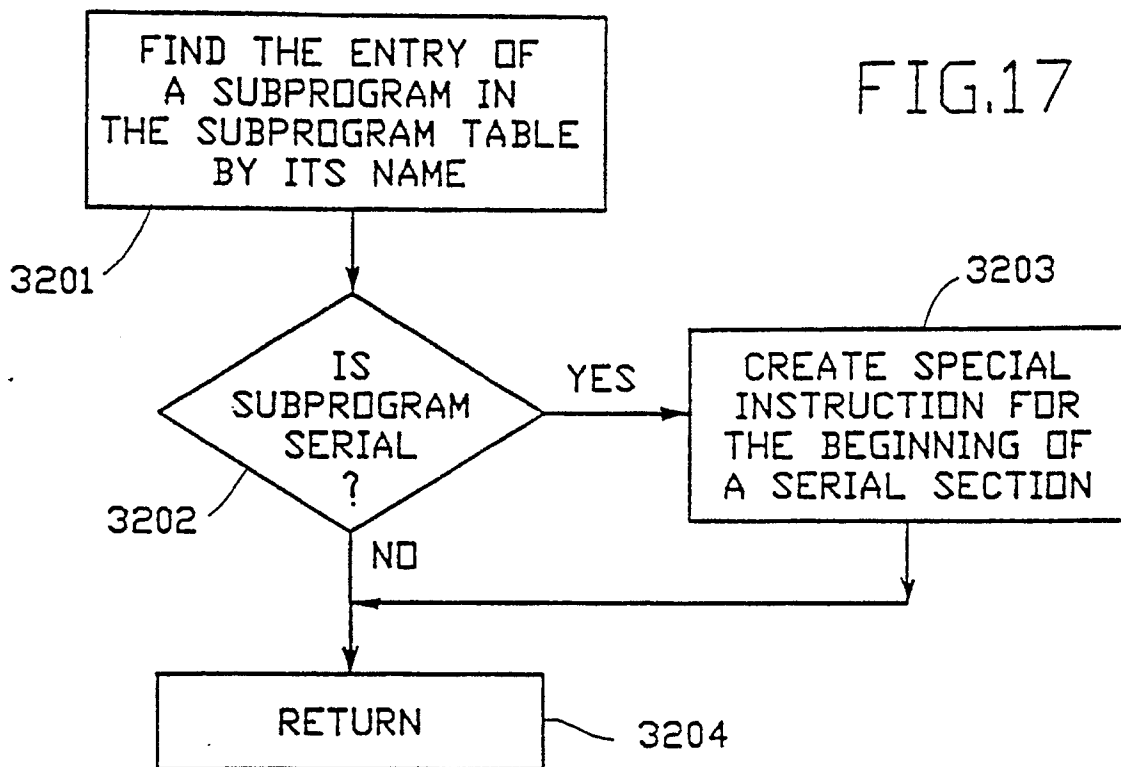 FIND THE ENTRY OF
A SUBPROGRAM IN
THE SUBPROGRAM TABLE
BY ITS NAME
FIG.17
3201
3203
IS
SUBPROGRAM
SERIAL
?
YES
CREATE SPECIAL
INSTRUCTION FOR
THE BEGINNING OF
A SERIAL SECTION
3202
NO
RETURN
3204